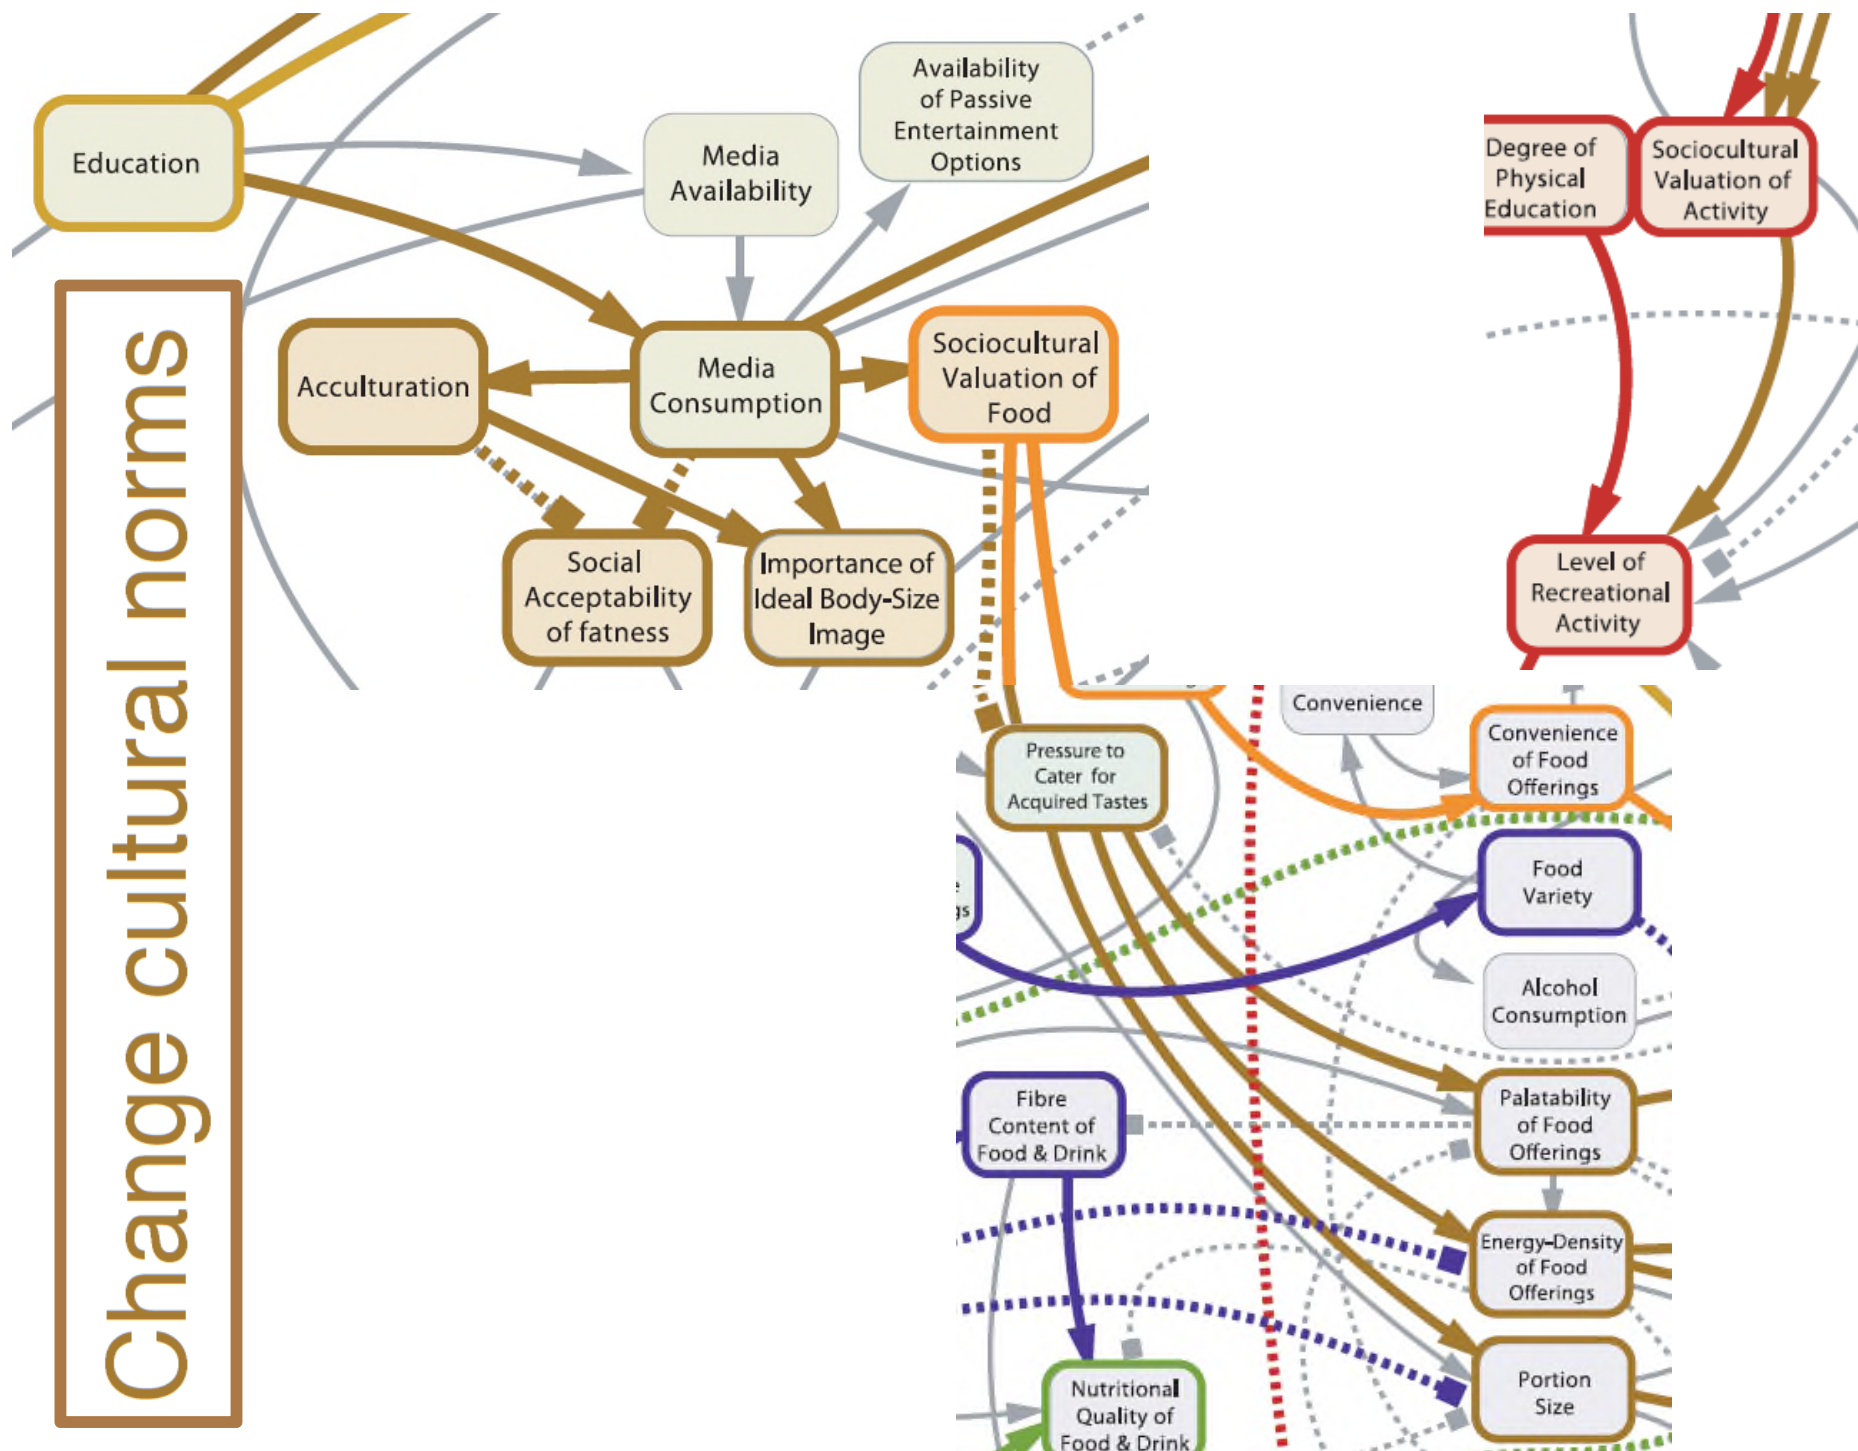 Change cultural norms
Education
Media
Availability
Availability
of Passive
Entertainment
Options
Acculturation
Media
Consumption
Sociocultural
Valuation of
Food
Social
Acceptability
of fatness
Importance of
Ideal Body-Size
Image
Degree of
Physical
Education
Sociocultural
Valuation of
Activity
Level of
Recreational
Activity
Pressure to
Cater for
Acquired Tastes
Convenience
Convenience
of Food
Offerings
Food
Variety
Alcohol
Consumption
Fibre
Content of
Food & Drink
Palatability
of Food
Offerings
Energy-Density
of Food
Offerings
Portion
Size
Nutritional
Quality of
Food & Drink